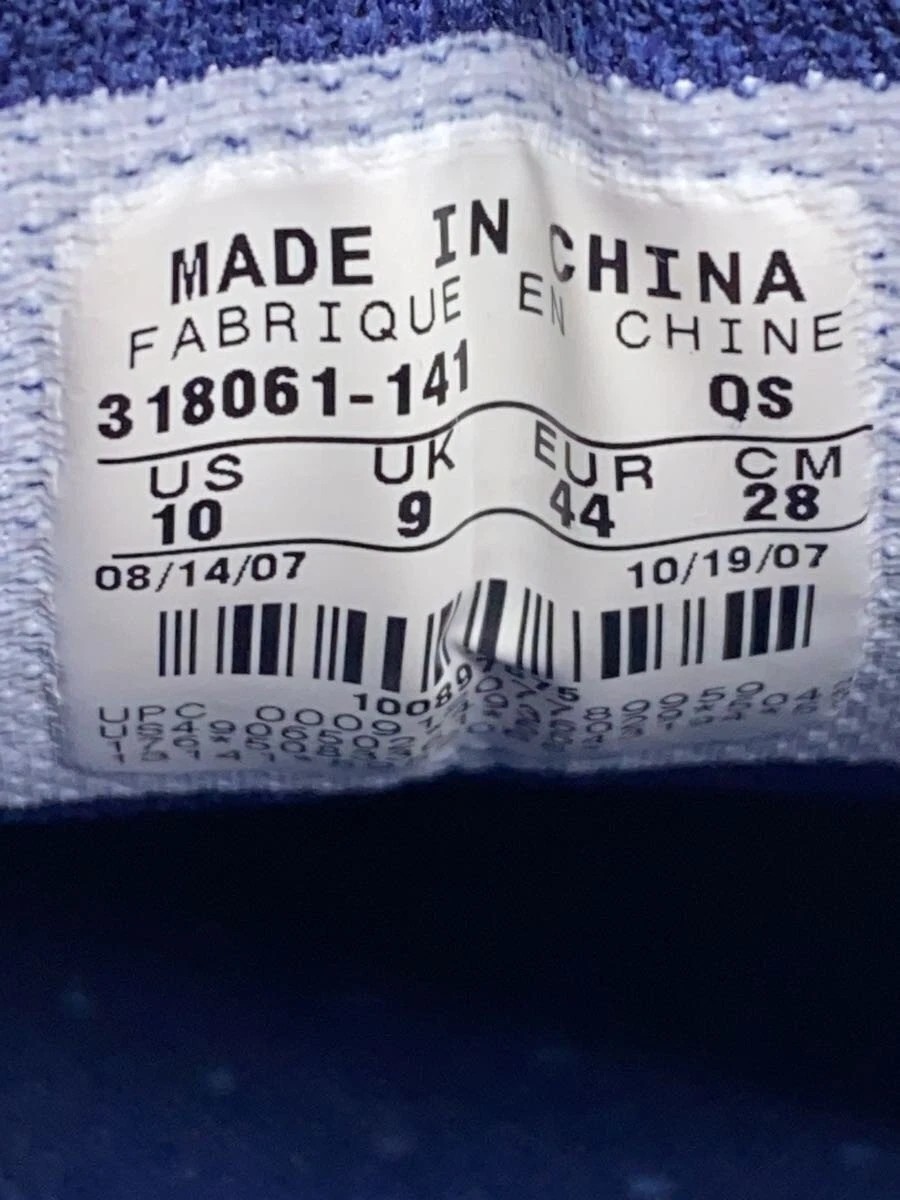 MADE IN CHINA
FABRIQUE EN CHINE
318061-141 QS
US UK EUR CM
10 9 44 28
08/14/07 10/19/07
UPC